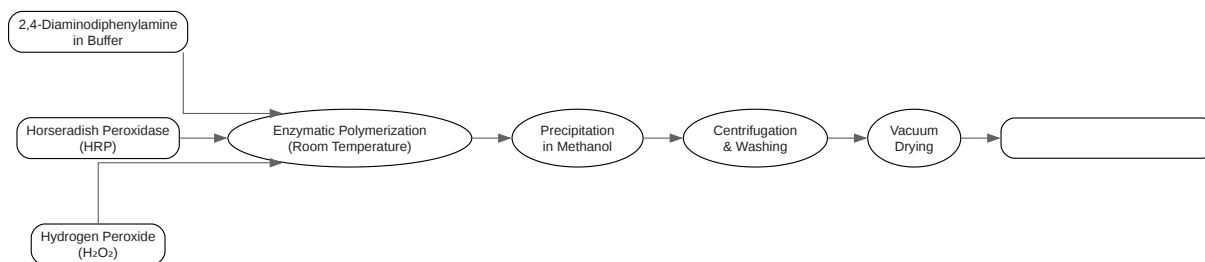 2,4-Diaminodiphenylamine
in Buffer
Horseradish Peroxidase
(HRP)
Enzymatic Polymerization
(Room Temperature)
Precipitation
in Methanol
Centrifugation
& Washing
Vacuum
Drying
Hydrogen Peroxide
(H₂O₂)